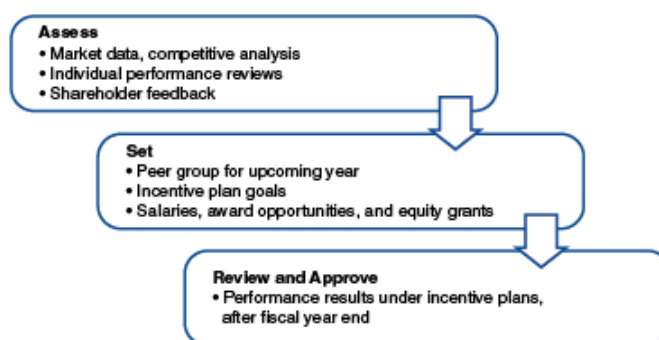 Assess
• Market data, competitive analysis
• Individual performance reviews
• Shareholder feedback
Set
• Peer group for upcoming year
• Incentive plan goals
• Salaries, award opportunities, and equity grants
Review and Approve
• Performance results under incentive plans,
after fiscal year end